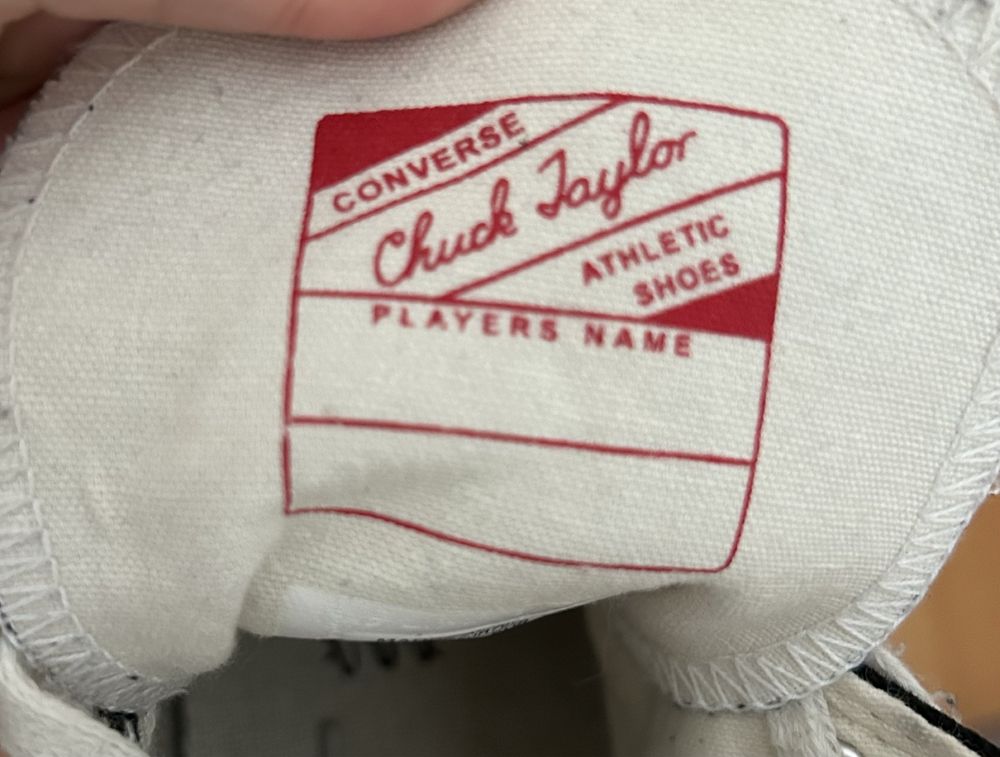 CONVERSE
Chuck Taylor
ATHLETIC
SHOES
PLAYERS NAME